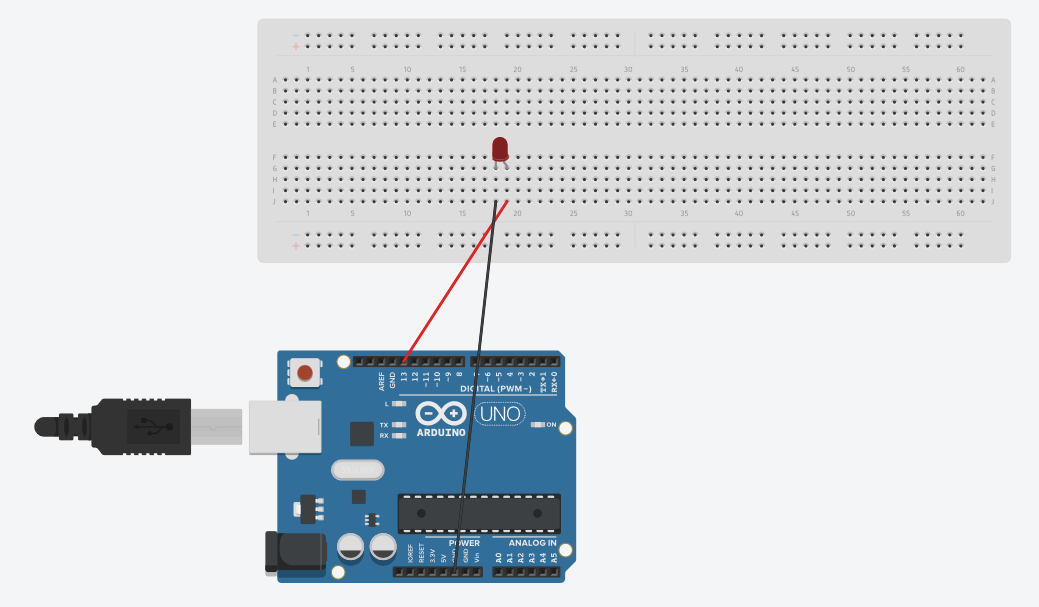 − −
+ +
1 5 10 15 20 25 30 35 40 45 50 55 60
A A
B B
C C
D D
E E
F F
G G
H H
I I
J J
1 5 10 15 20 25 30 35 40 45 50 55 60
− −
+ +
AREF GND 13 12 ~11 ~10 ~9 8 ~6 ~5 4 ~3 2 TX→1 RX←0
DIGITAL (PWM~)
L
TX
RX
UNO
ARDUINO
ON
POWER ANALOG IN
IOREF RESET 3.3V 5V GND GND Vin A0 A1 A2 A3 A4 A5